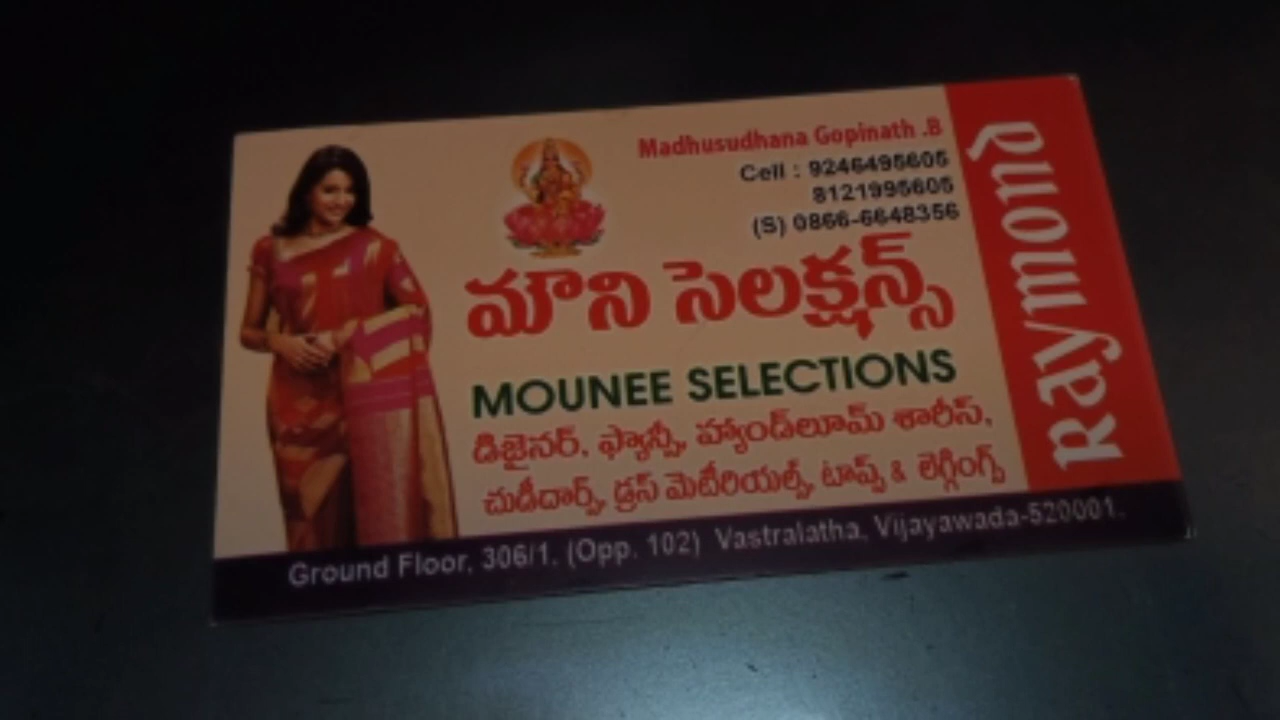 Madhusudhana Gopinath .B
Cell : 9246495605
8121995605
(S) 0866-6648356
మౌని సెలక్షన్స్
MOUNEE SELECTIONS
డిజైనర్, ఫ్యాన్సీ, హ్యాండ్‌లూమ్ శారీస్,
చుడీదార్స్, డ్రస్ మెటీరియల్స్, టాప్స్ & లెగ్గింగ్స్
Ground Floor, 306/1. (Opp. 102) Vastralatha, Vijayawada-520001.
Raymond